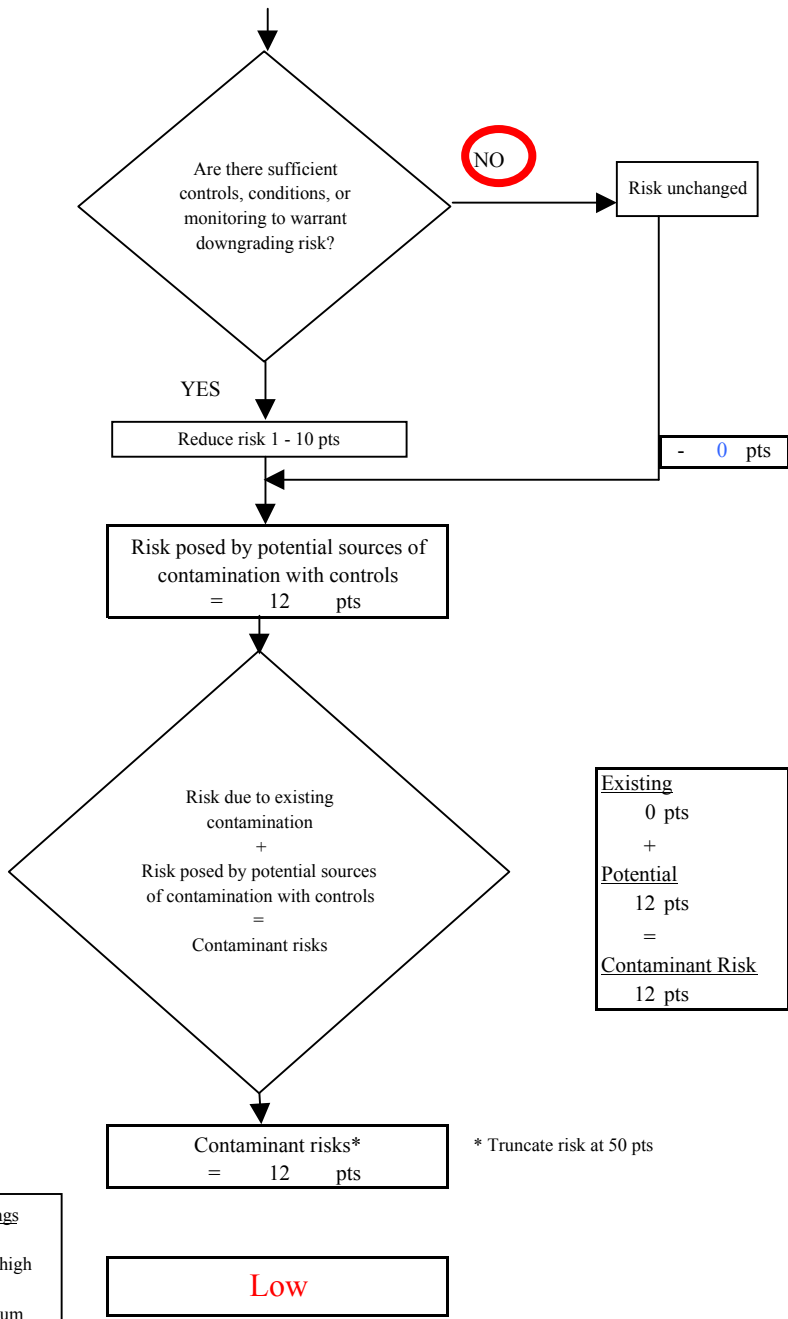 Are there sufficient
controls, conditions, or
monitoring to warrant
downgrading risk?
NO
Risk unchanged
YES
Reduce risk 1 - 10 pts
- 0 pts
Risk posed by potential sources of
contamination with controls
= 12 pts
Risk due to existing
contamination
+
Risk posed by potential sources
of contamination with controls
=
Contaminant risks
Existing
0 pts
+
Potential
12 pts
=
Contaminant Risk
12 pts
Contaminant risks*
= 12 pts
* Truncate risk at 50 pts
high
Low